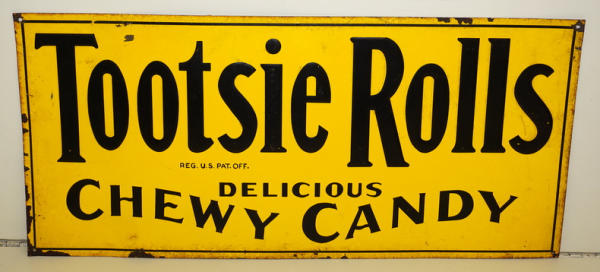 Tootsie Rolls
REG. U.S. PAT. OFF.
DELICIOUS
CHEWY CANDY